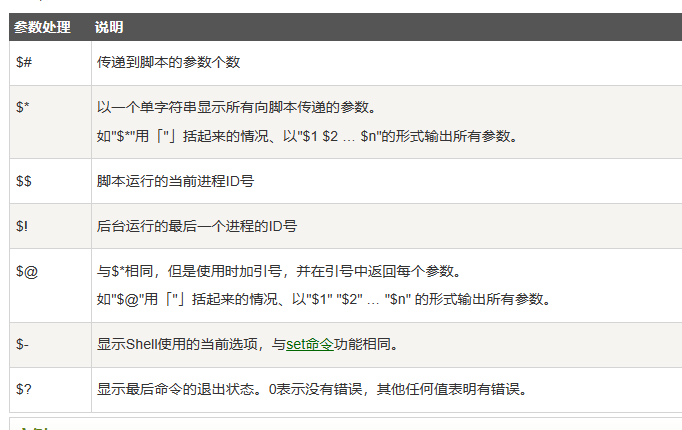 参数处理 说明
$# 传递到脚本的参数个数
$* 以一个单字符串显示所有向脚本传递的参数。
如"$*"用「"」括起来的情况、以"$1 $2 … $n"的形式输出所有参数。
$$ 脚本运行的当前进程ID号
$! 后台运行的最后一个进程的ID号
$@ 与$*相同，但是使用时加引号，并在引号中返回每个参数。
如"$@"用「"」括起来的情况、以"$1" "$2" … "$n" 的形式输出所有参数。
$- 显示Shell使用的当前选项，与set命令功能相同。
$? 显示最后命令的退出状态。0表示没有错误，其他任何值表明有错误。